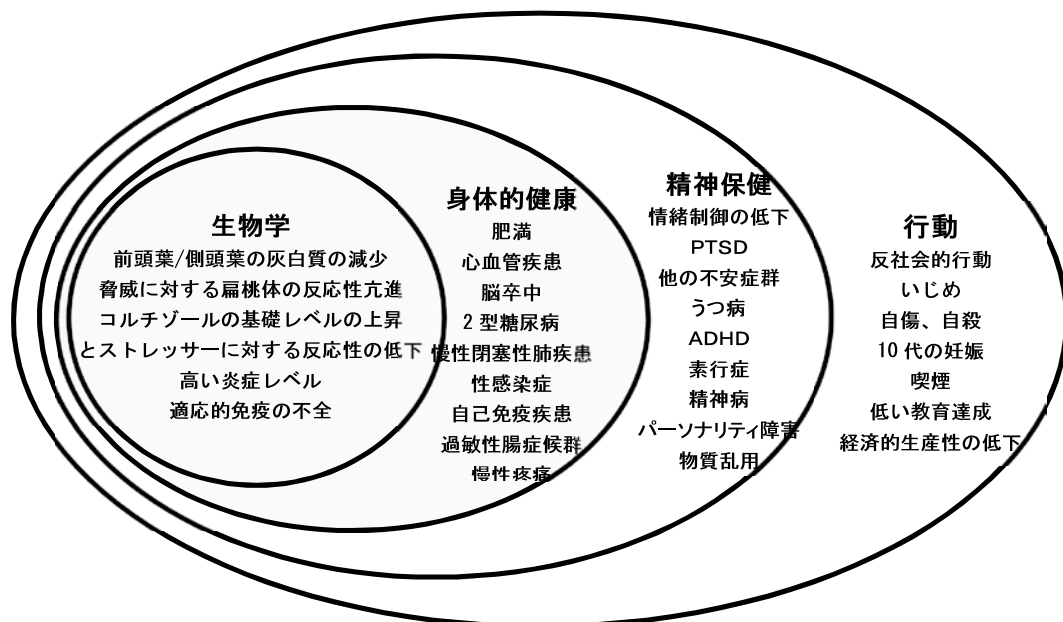 生物学
前頭葉/側頭葉の灰白質の減少
脅威に対する扁桃体の反応性亢進
コルチゾールの基礎レベルの上昇
とストレッサーに対する反応性の低下
高い炎症レベル
適応的免疫の不全
身体的健康
肥満
心血管疾患
脳卒中
2 型糖尿病
慢性閉塞性肺疾患
性感染症
自己免疫疾患
過敏性腸症候群
慢性疼痛
精神保健
情緒制御の低下
PTSD
他の不安症群
うつ病
ADHD
素行症
精神病
パーソナリティ障害
物質乱用
行動
反社会的行動
いじめ
自傷、自殺
10 代の妊娠
喫煙
低い教育達成
経済的生産性の低下